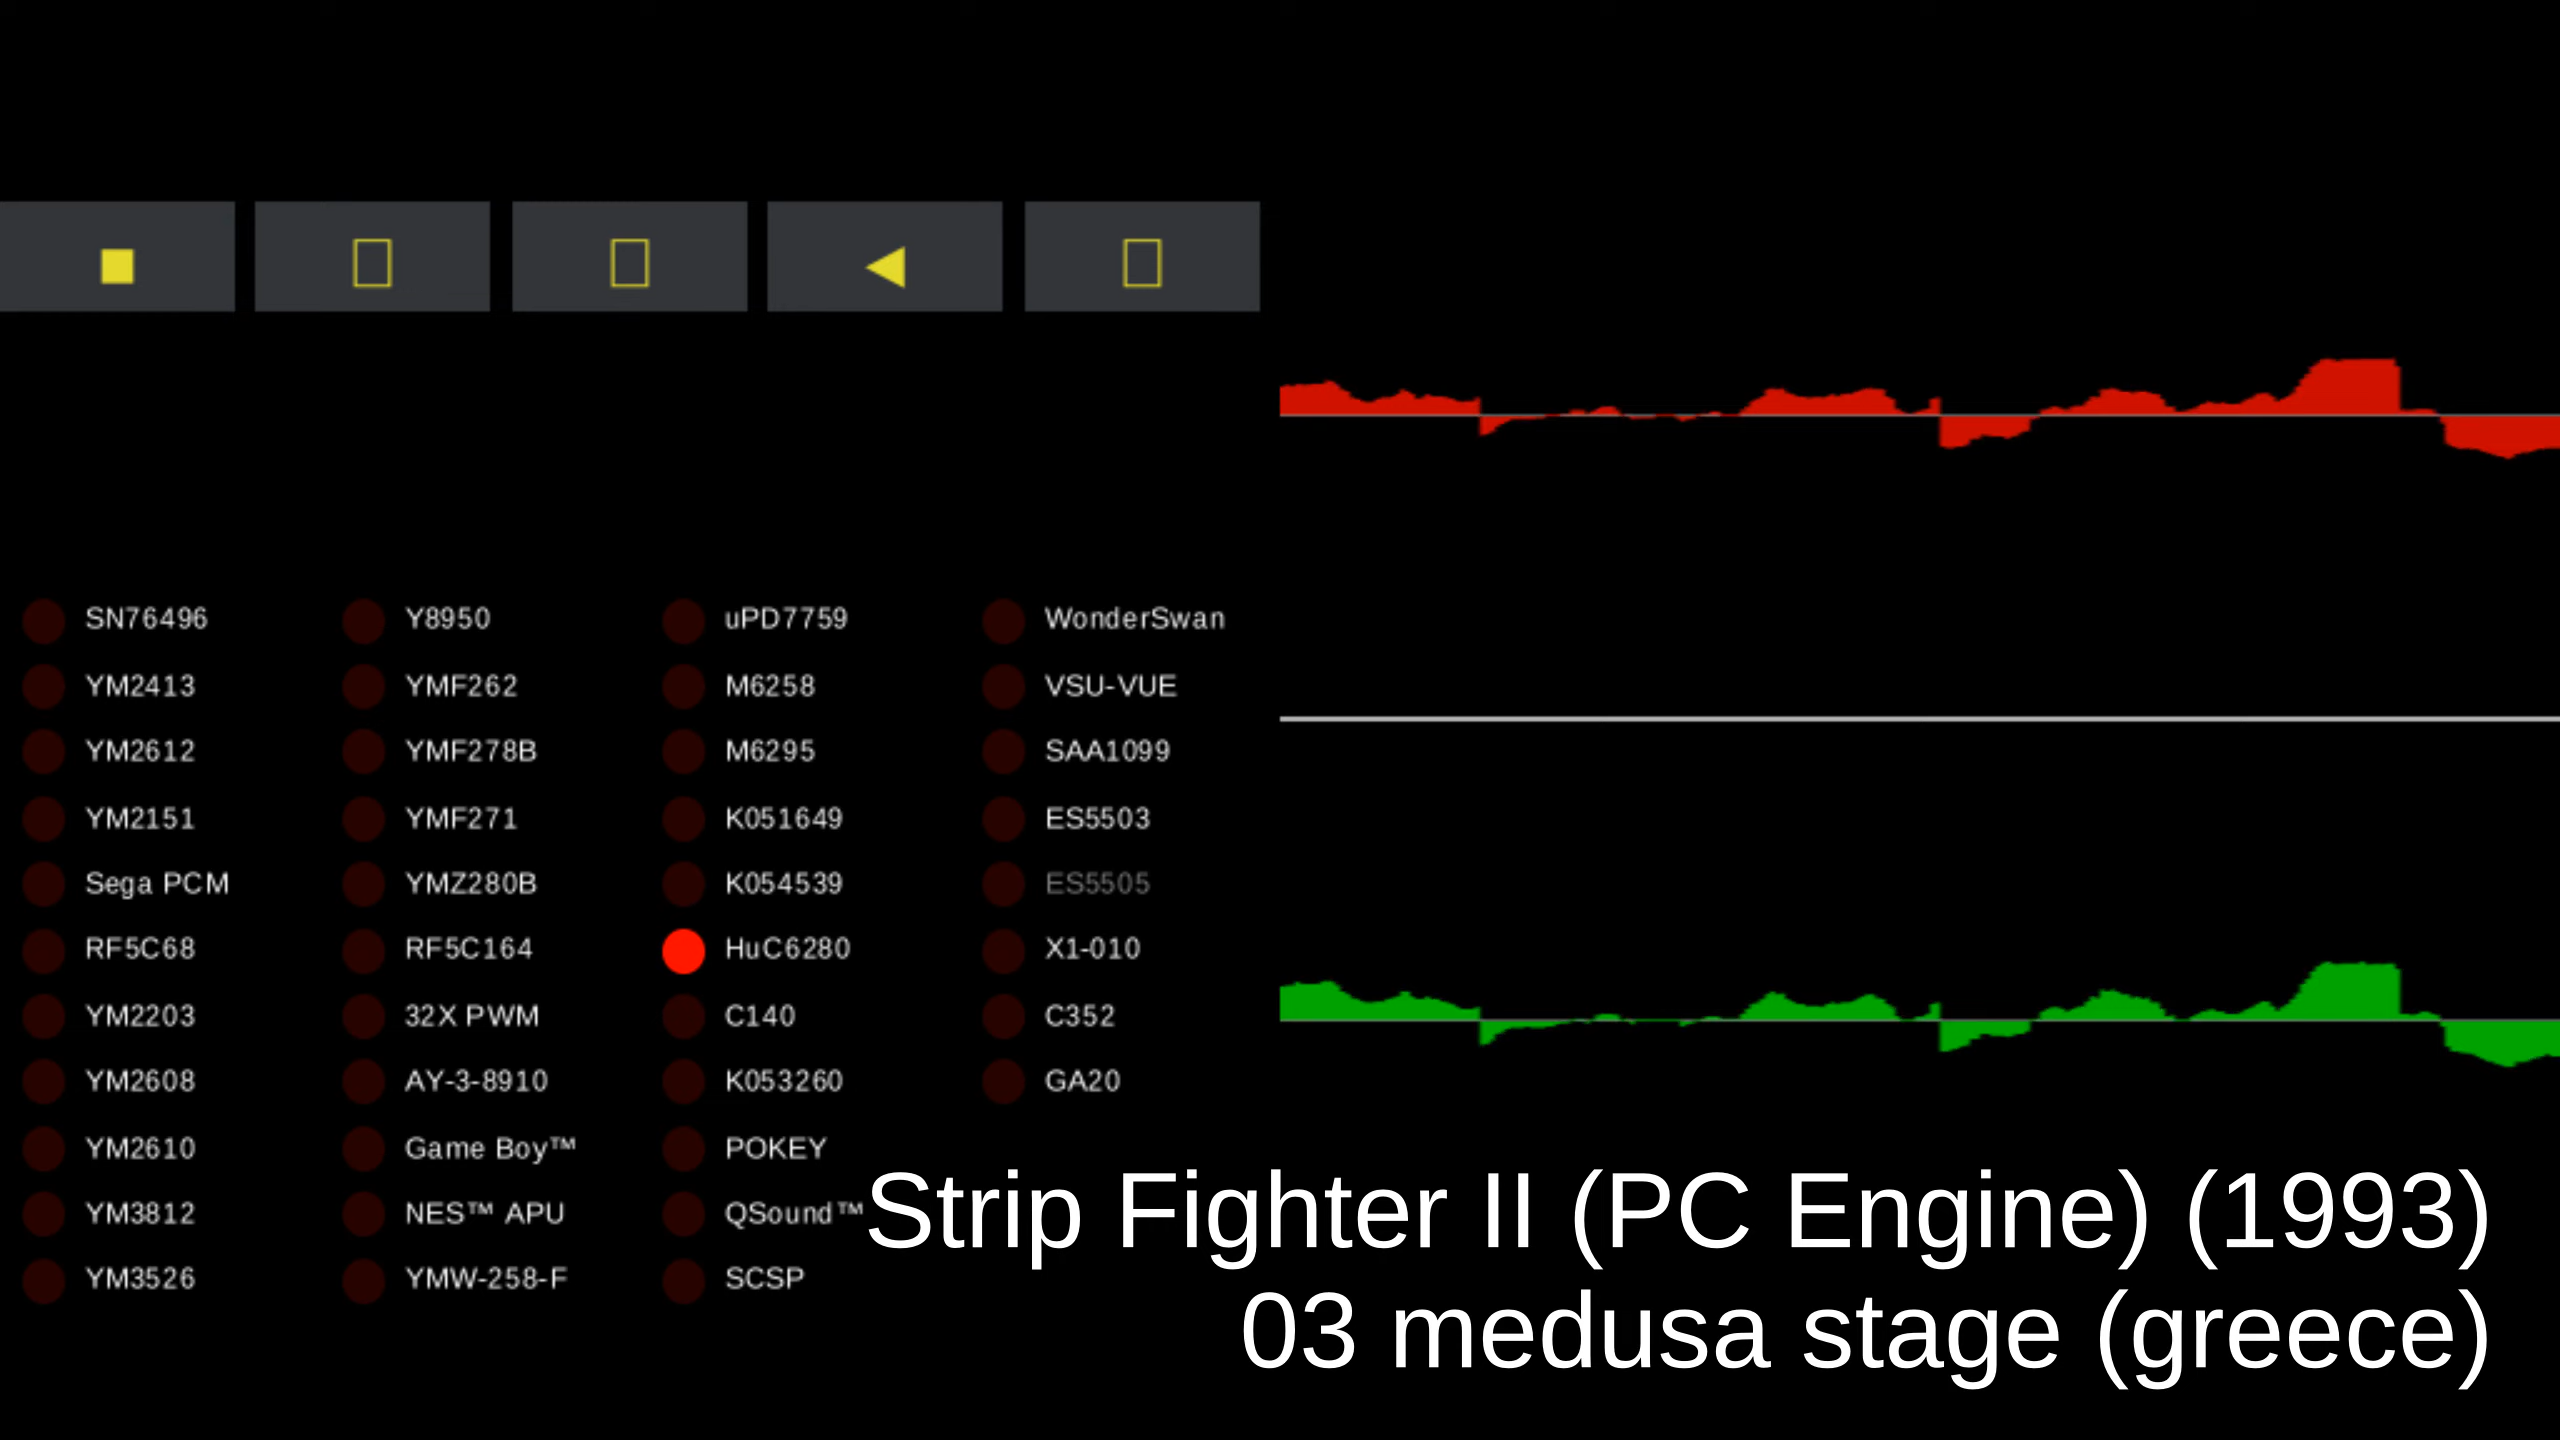 SN76496
YM2413
YM2612
YM2151
Sega PCM
RF5C68
YM2203
YM2608
YM2610
YM3812
YM3526
Y8950
YMF262
YMF278B
YMF271
YMZ280B
RF5C164
32X PWM
AY-3-8910
Game Boy™
NES™ APU
YMW-258-F
uPD7759
M6258
M6295
K051649
K054539
HuC6280
C140
K053260
POKEY
QSound™
SCSP
WonderSwan
VSU-VUE
SAA1099
ES5503
ES5505
X1-010
C352
GA20
Strip Fighter II (PC Engine) (1993)
03 medusa stage (greece)